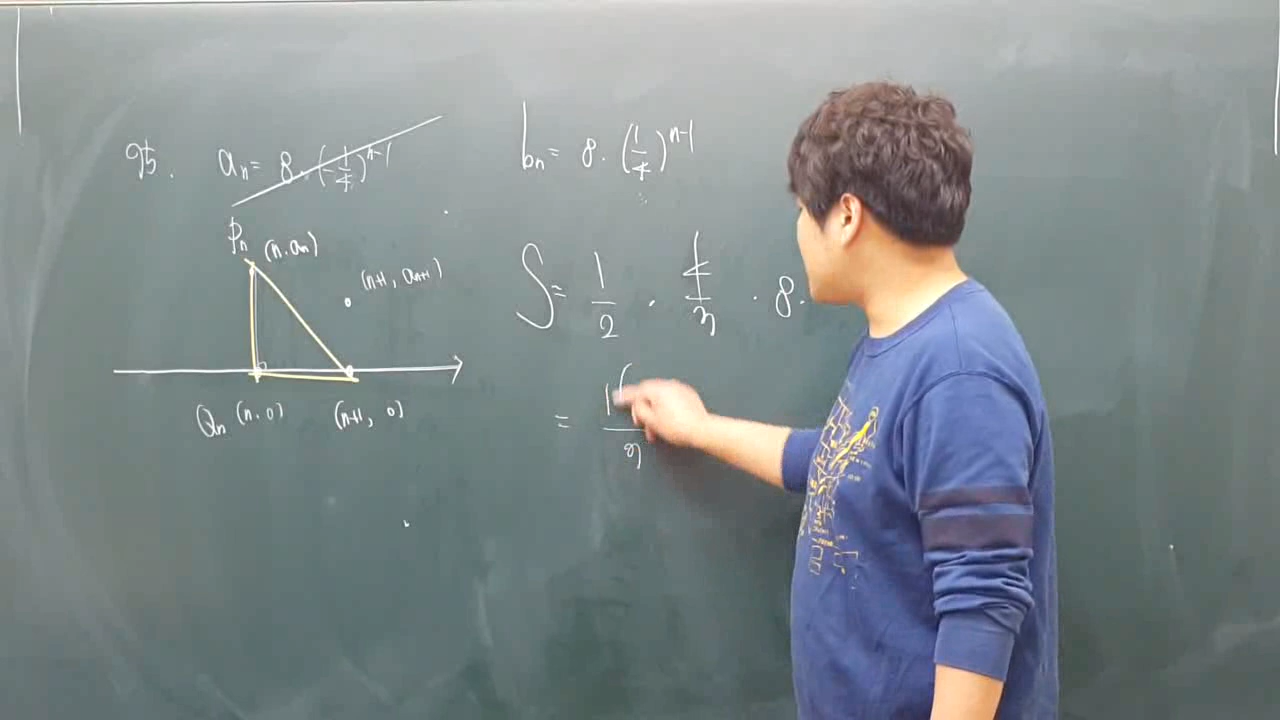 95. aₙ = 8·(-1/4)ⁿ⁻¹
bₙ = 8·(1/4)ⁿ⁻¹
Pₙ (n, aₙ)
(n+1, aₙ₊₁)
Qₙ (n, 0) (n+1, 0)
S = 1/2 · 4/η · 8·
= 1
η